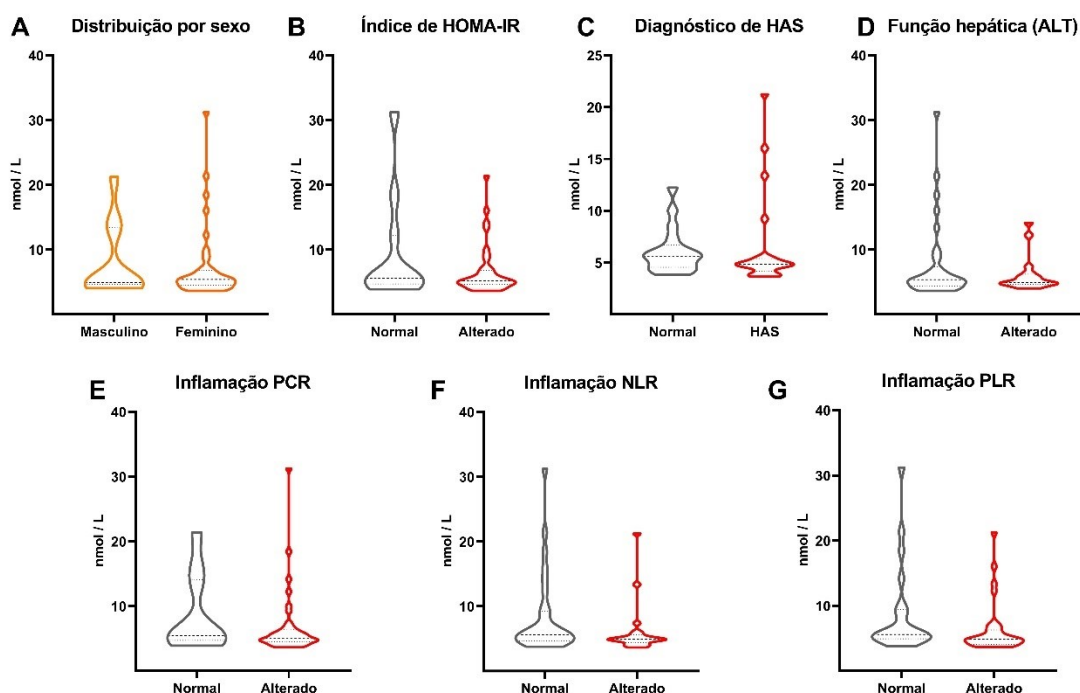 A Distribuição por sexo
40
30
20
10
nmol / L
Masculino Feminino
B Índice de HOMA-IR
40
30
20
10
nmol / L
Normal Alterado
C Diagnóstico de HAS
25
20
15
10
5
0
nmol / L
Normal HAS
D Função hepática (ALT)
40
30
20
10
nmol / L
Normal Alterado
E Inflamação PCR
40
30
20
10
nmol / L
Normal Alterado
F Inflamação NLR
40
30
20
10
nmol / L
Normal Alterado
G Inflamação PLR
40
30
20
10
nmol / L
Normal Alterado